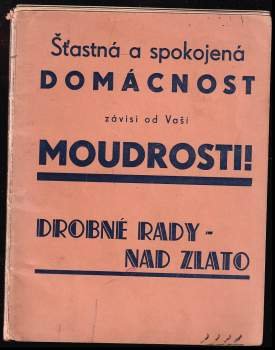 Šťastná a spokojená
DOMÁCNOST
závisí od Vaší
MOUDROSTI!
DROBNÉ RADY -
NAD ZLATO